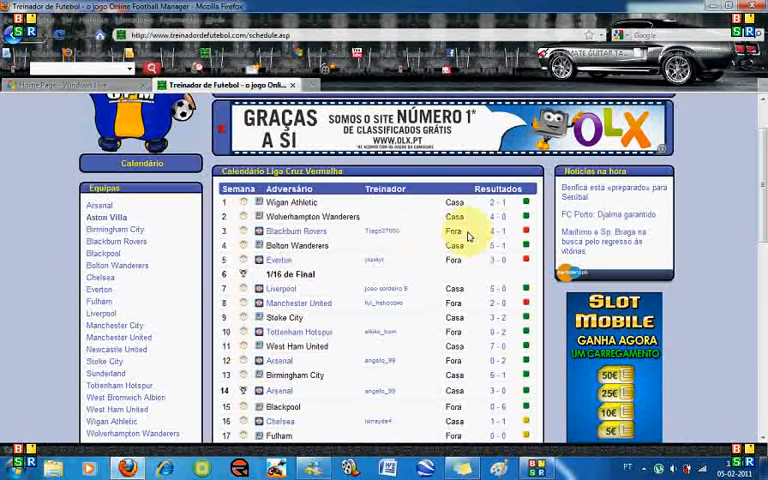 Treinador de Futebol - o jogo Online Football Manager - Mozilla Firefox
http://www.treinadordefutebol.com/schedule.asp
Google
Treinador de Futebol - o jogo Onli...
GRAÇAS
A SI
SOMOS O SITE NÚMERO 1*
DE CLASSIFICADOS GRÁTIS
WWW.OLX.PT
OLX
Calendário
Equipas
Arsenal
Aston Villa
Birmingham City
Blackburn Rovers
Blackpool
Bolton Wanderers
Chelsea
Everton
Fulham
Liverpool
Manchester City
Manchester United
Newcastle United
Stoke City
Sunderland
Tottenham Hotspur
West Bromwich Albion
West Ham United
Wigan Athletic
Wolverhampton Wanderers
Calendário Liga Cruz Vermelha
Semana Adversário Treinador Resultados
1 Wigan Athletic Casa 2 - 1
2 Wolverhampton Wanderers Casa 4 - 0
3 Blackburn Rovers Fora 4 - 1
4 Bolton Wanderers Casa 5 - 1
5 Everton Fora 3 - 0
6 1/16 de Final
7 Liverpool Casa 5 - 0
8 Manchester United Fora 2 - 0
9 Stoke City Casa 3 - 2
10 Tottenham Hotspur Fora 0 - 2
11 West Ham United Casa 7 - 0
12 Arsenal angelo_99 Fora 0 - 2
13 Birmingham City Casa 6 - 1
14 Arsenal angelo_99 Casa 3 - 0
15 Blackpool Fora 0 - 6
16 Chelsea Casa 1 - 1
17 Fulham Fora 0 - 0
Notícias na hora
Benfica está «preparado» para
Setúbal
FC Porto: Djalma garantido
Marítimo e Sp. Braga na
busca pelo regresso às
vitórias
SLOT
MOBILE
GANHA AGORA
UM CARREGAMENTO
50€
25€
10€
5€
PT
05-02-2011